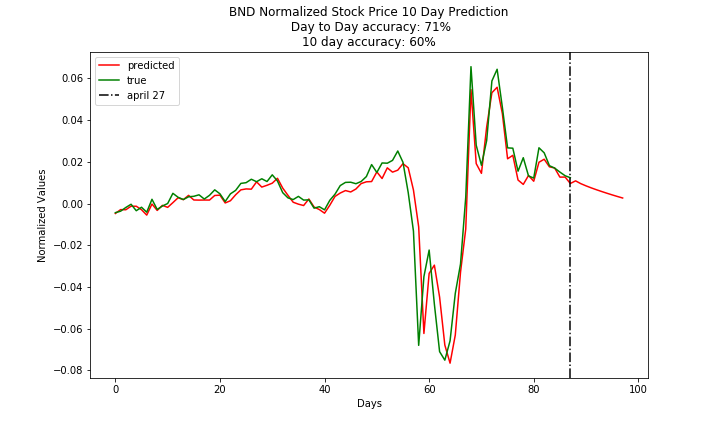 BND Normalized Stock Price 10 Day Prediction
Day to Day accuracy: 71%
10 day accuracy: 60%
predicted
true
april 27
Normalized Values
0.06
0.04
0.02
0.00
−0.02
−0.04
−0.06
−0.08
0
20
40
60
80
100
Days